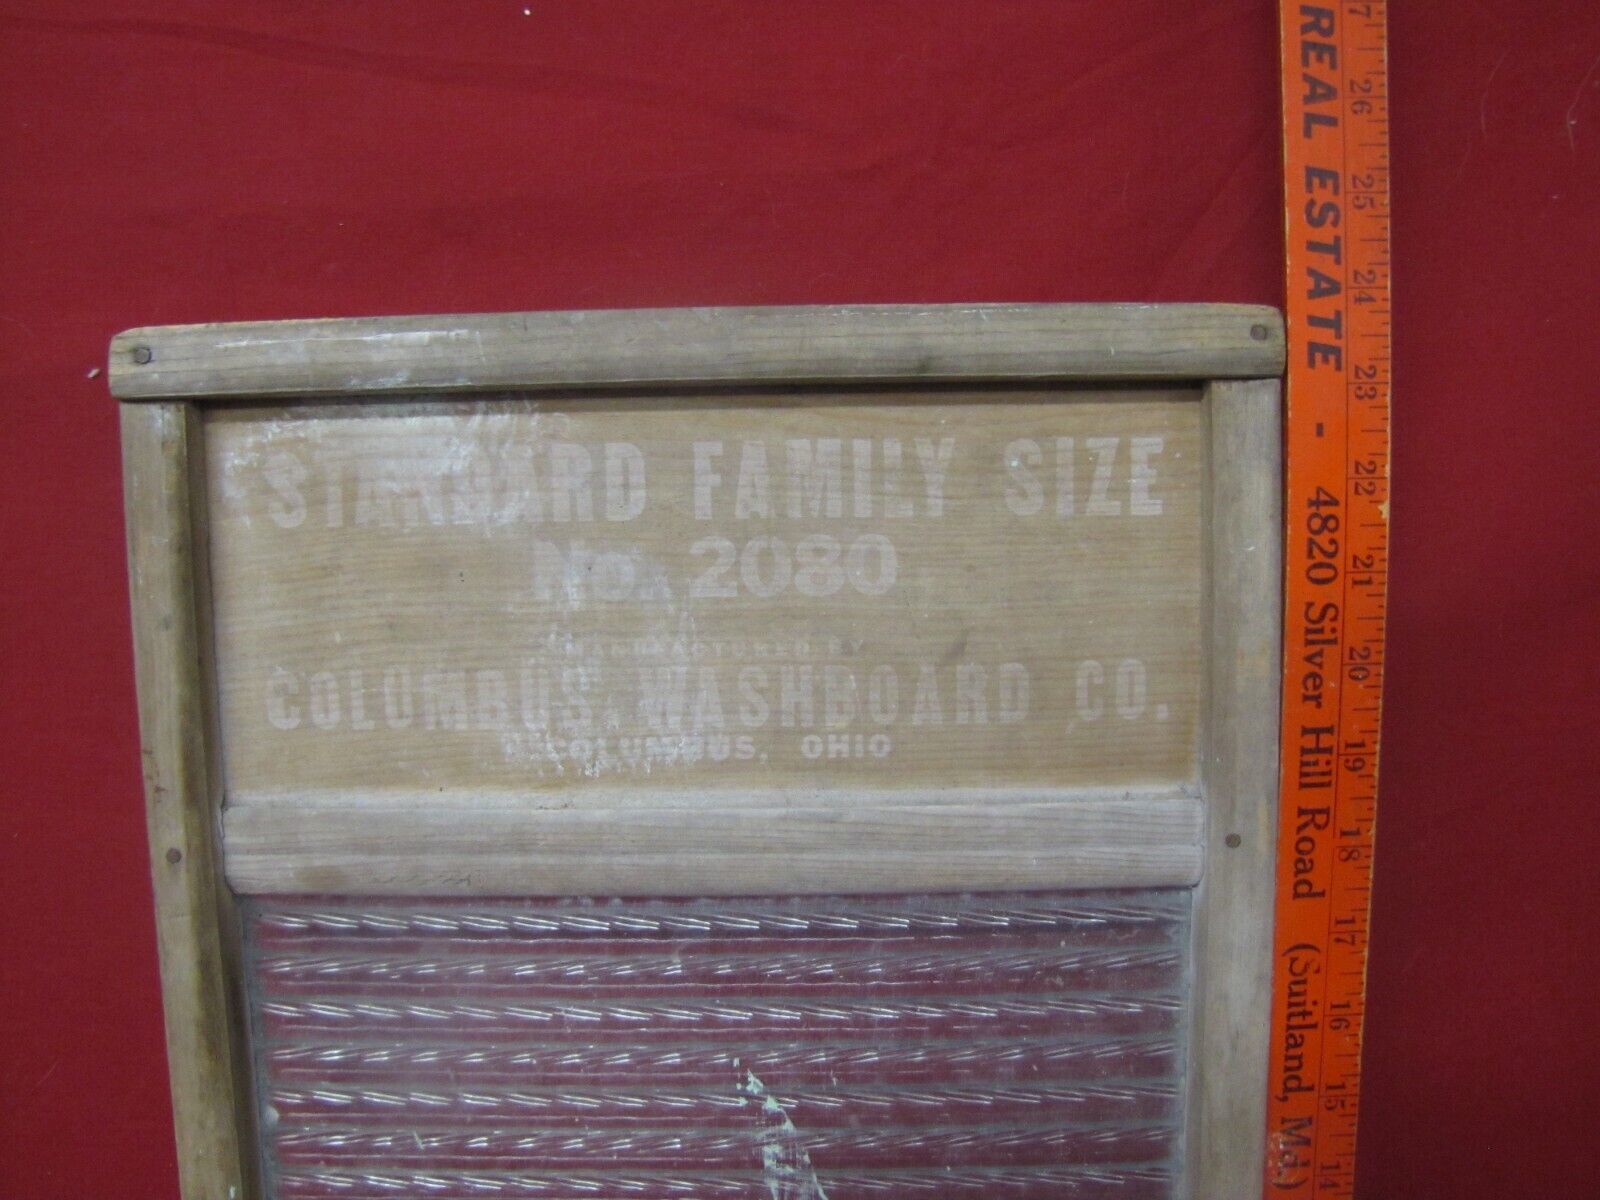 STANDARD FAMILY SIZE
No. 2080
MANUFACTURED BY
COLUMBUS WASHBOARD CO.
COLUMBUS, OHIO
REAL ESTATE - 4820 Silver Hill Road (Suitland, Md.)
7 26 25 24 23 22 21 20 19 18 17 16 15 14